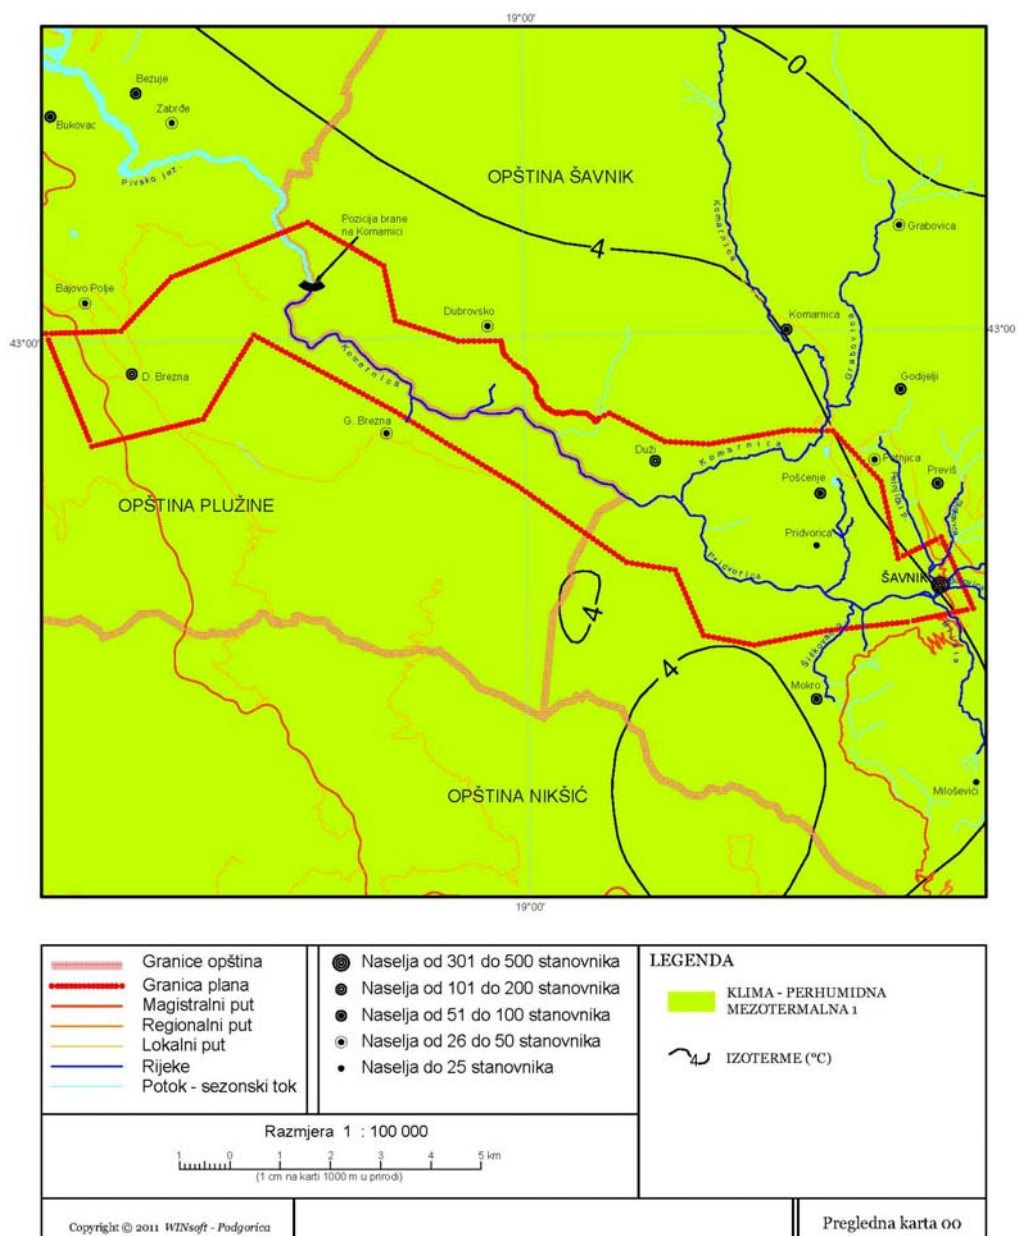 19°00'
0
Bezuje
Zabrđe
Bukovac
Pivsko jez.
OPŠTINA ŠAVNIK
Komarnica
Grabovica
Pozicija brane
na Komarnici
4
Bajovo Polje
Dubrovsko
Komarnica
Grabovica
43°00'
43°00'
Komarnica
D. Brezna
Godijelji
G. Brezna
Duži
Komarnica
Petnjica
Previš
Pošćenje
OPŠTINA PLUŽINE
Pridvorica
Pridvorica
ŠAVNIK
4
4
Mokro
OPŠTINA NIKŠIĆ
Miloševići
19°00'
Granice opština
Granica plana
Magistralni put
Regionalni put
Lokalni put
Rijeke
Potok - sezonski tok
Naselja od 301 do 500 stanovnika
Naselja od 101 do 200 stanovnika
Naselja od 51 do 100 stanovnika
Naselja od 26 do 50 stanovnika
Naselja do 25 stanovnika
LEGENDA
KLIMA - PERHUMIDNA
MEZOTERMALNA 1
4 IZOTERME (°C)
Razmjera 1 : 100 000
1 0 1 2 3 4 5 km
(1 cm na karti 1000 m u prirodi)
Copyright © 2011 WINsoft - Podgorica
Pregledna karta 00